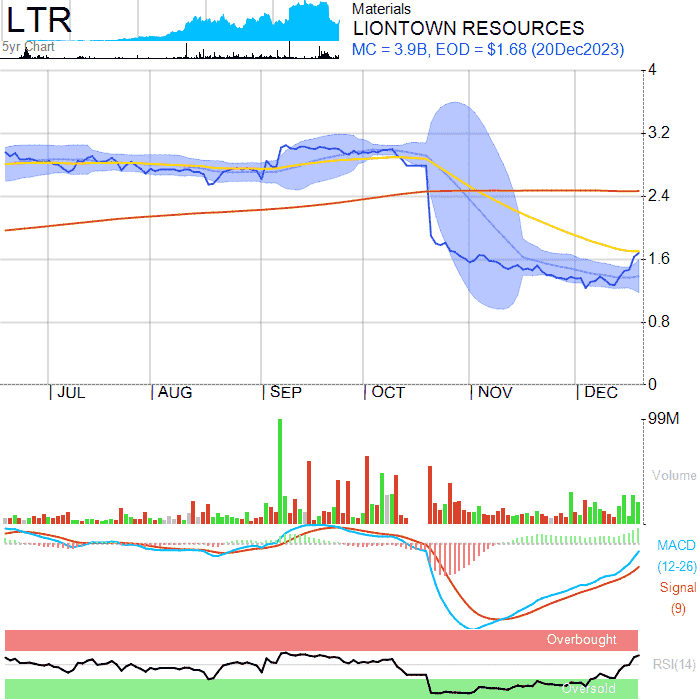 LTR
5yr Chart
Materials
LIONTOWN RESOURCES
MC = 3.9B, EOD = $1.68 (20Dec2023)
4
3.2
2.4
1.6
0.8
0
JUL AUG SEP OCT NOV DEC
99M
Volume
MACD
(12-26)
Signal
(9)
Overbought
RSI(14)
Oversold